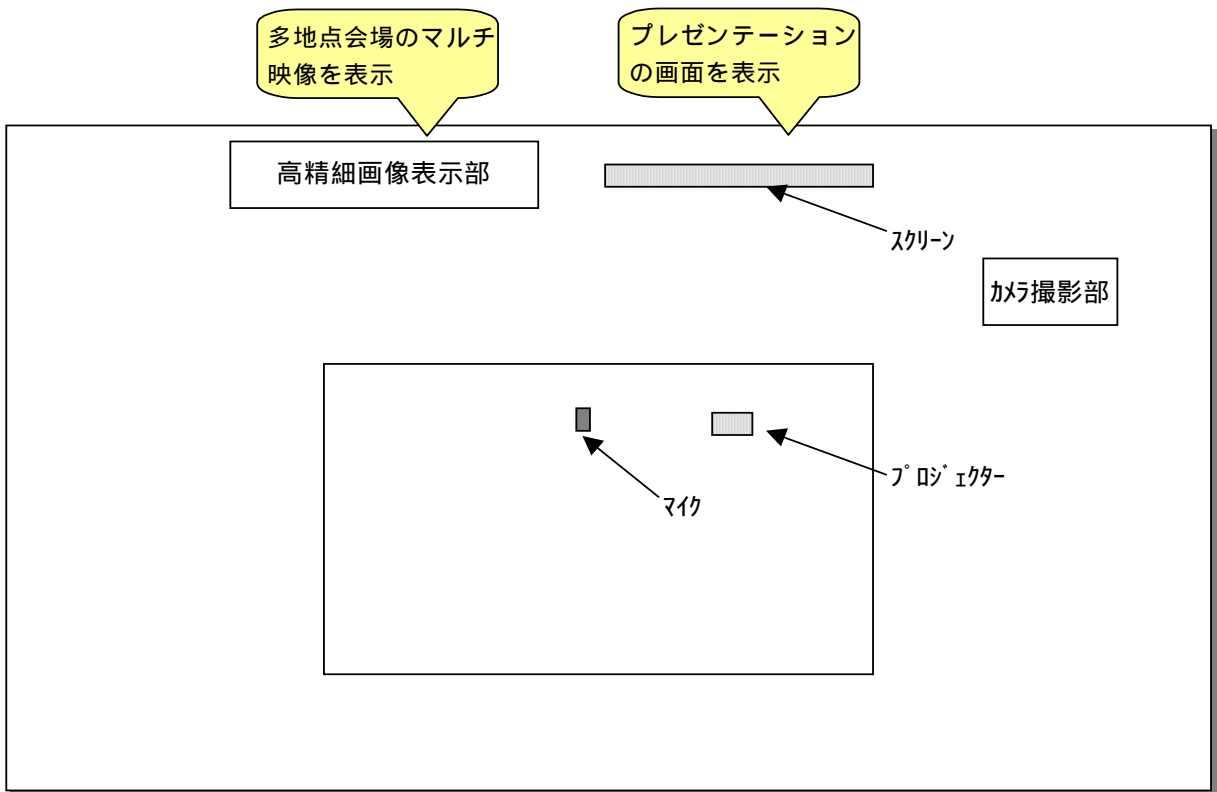 多地点会場のマルチ
映像を表示
プレゼンテーション
の画面を表示
高精細画像表示部
ｽｸﾘｰﾝ
ｶﾒﾗ撮影部
ﾌﾟﾛｼﾞｪｸﾀｰ
ﾏｲｸ